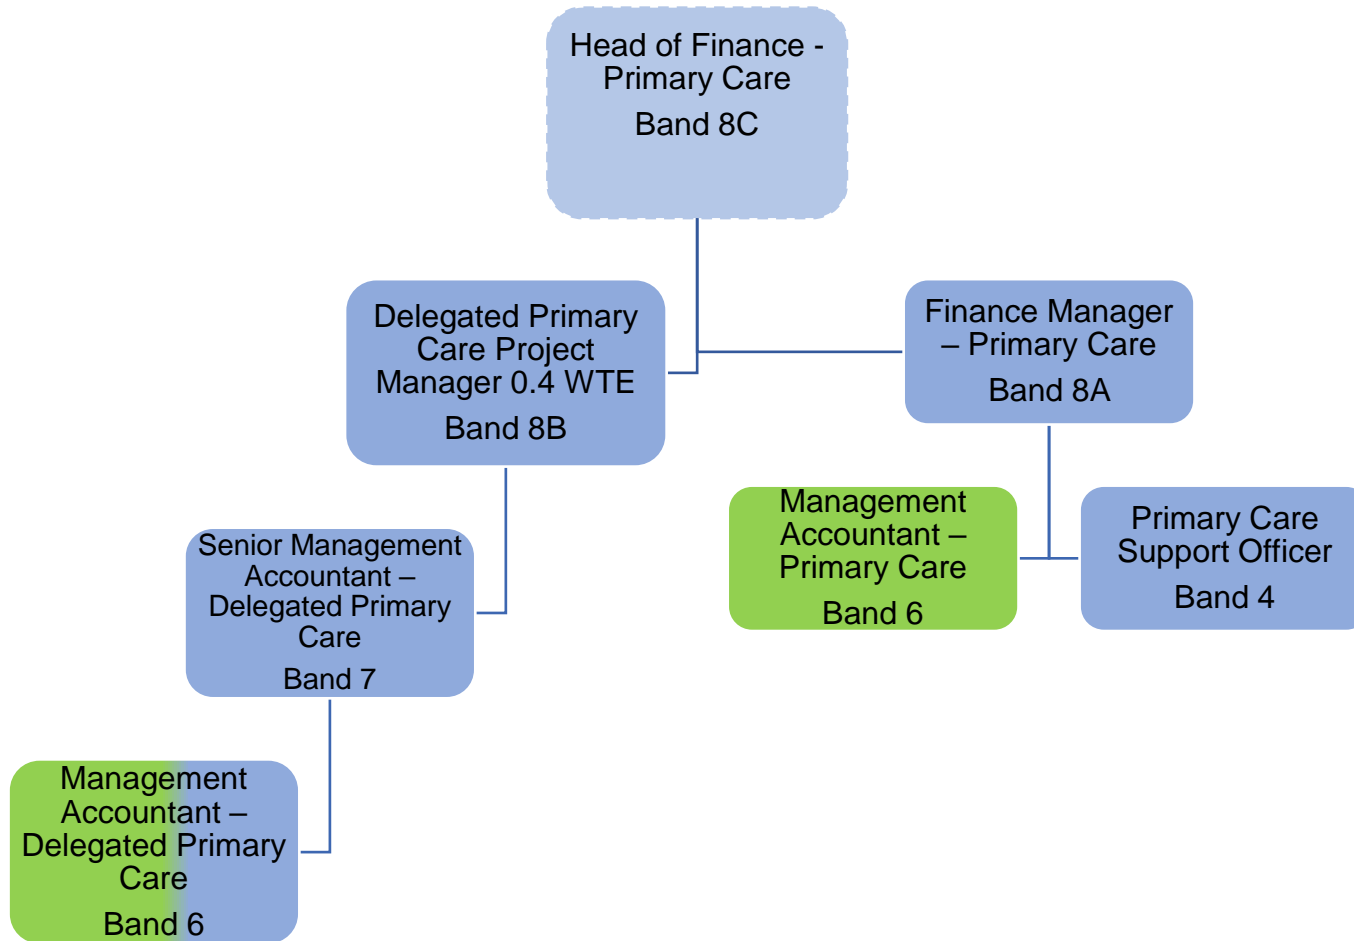 Head of Finance -
Primary Care
Band 8C
Delegated Primary
Care Project
Manager 0.4 WTE
Band 8B
Finance Manager
– Primary Care
Band 8A
Management
Accountant –
Primary Care
Band 6
Primary Care
Support Officer
Band 4
Senior Management
Accountant –
Delegated Primary
Care
Band 7
Management
Accountant –
Delegated Primary
Care
Band 6